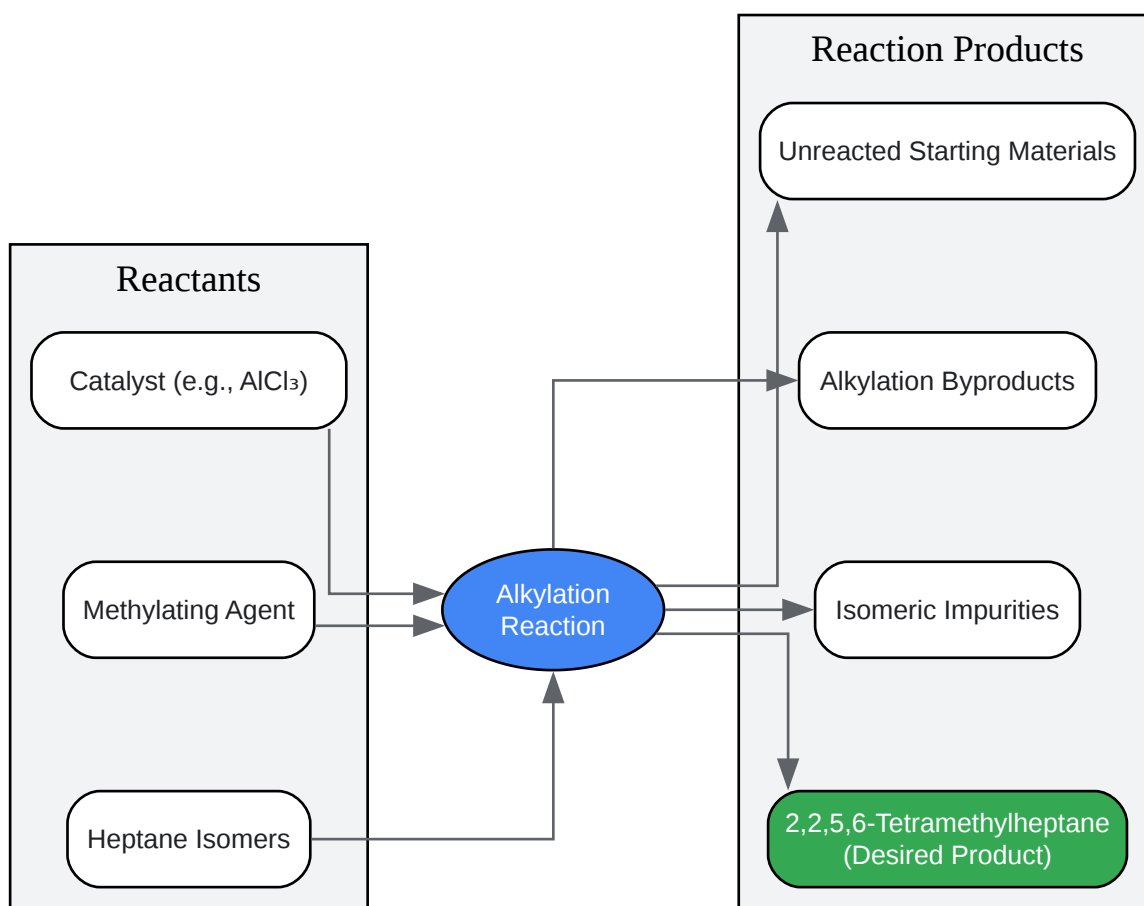 Reactants
Catalyst (e.g., AlCl₃)
Methylating Agent
Heptane Isomers
Alkylation
Reaction
Reaction Products
Unreacted Starting Materials
Alkylation Byproducts
Isomeric Impurities
2,2,5,6-Tetramethylheptane
(Desired Product)